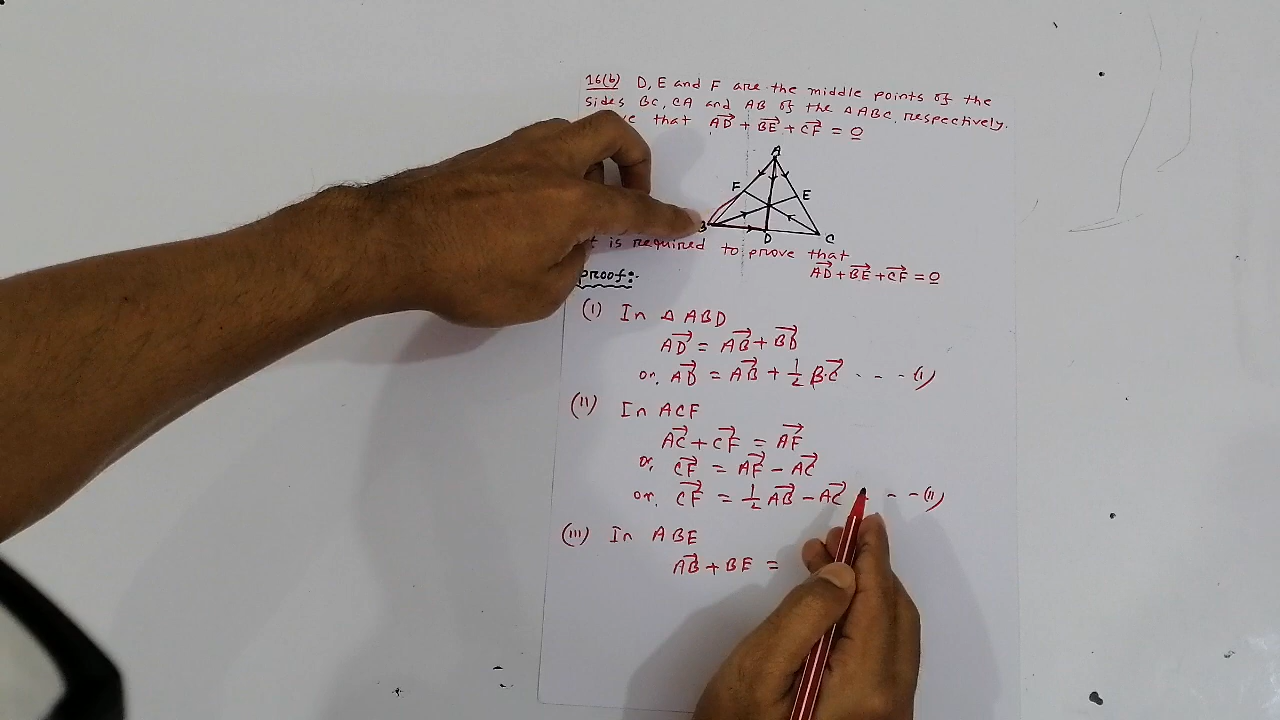 16(b) D, E and F are the middle points of the
sides BC, CA and AB of the Δ ABC, respectively.
that AD→ + BE→ + CF→ = 0
A
F
E
D
C
is required to prove that
AD→ + BE→ + CF→ = 0
proof:-
(i) In Δ ABD
AD→ = AB→ + BD→
or, AD→ = AB→ + 1/2 BC→ - - - (i)
(ii) In ACF
AC→ + CF→ = AF→
or, CF→ = AF→ - AC→
or, CF→ = 1/2 AB→ - AC→ - - - (ii)
(iii) In ABE
AB→ + BE =